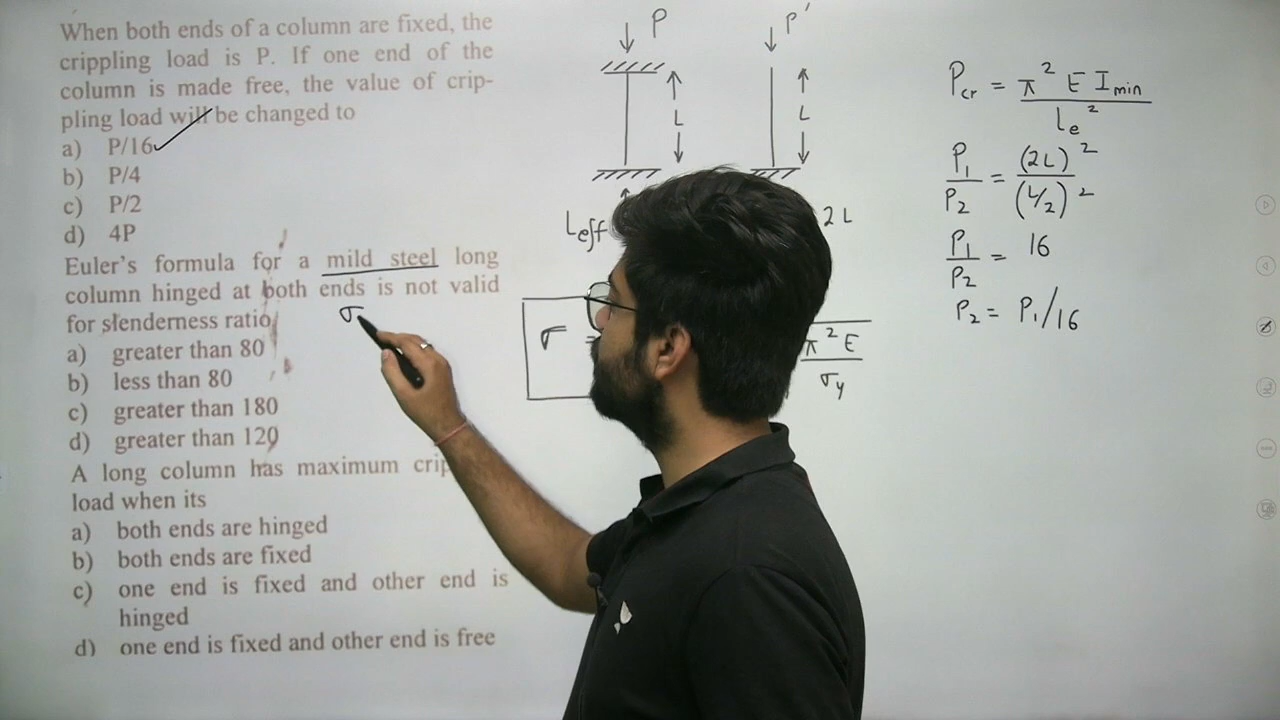 When both ends of a column are fixed, the
crippling load is P. If one end of the
column is made free, the value of crip-
pling load will be changed to
a) P/16
b) P/4
c) P/2
d) 4P
Euler's formula for a mild steel long
column hinged at both ends is not valid
for slenderness ratio
a) greater than 80
b) less than 80
c) greater than 180
d) greater than 120
A long column has maximum
load when its
a) both ends are hinged
b) both ends are fixed
c) one end is fixed and other end is
hinged
d) one end is fixed and other end is free
σ
P
L
Leff
P'
L
2L
σ =
π² E
σy
Pcr = π² E Imin
le²
P1 = (2L)²
P2 (L/2)²
P1 = 16
P2
P2 = P1/16